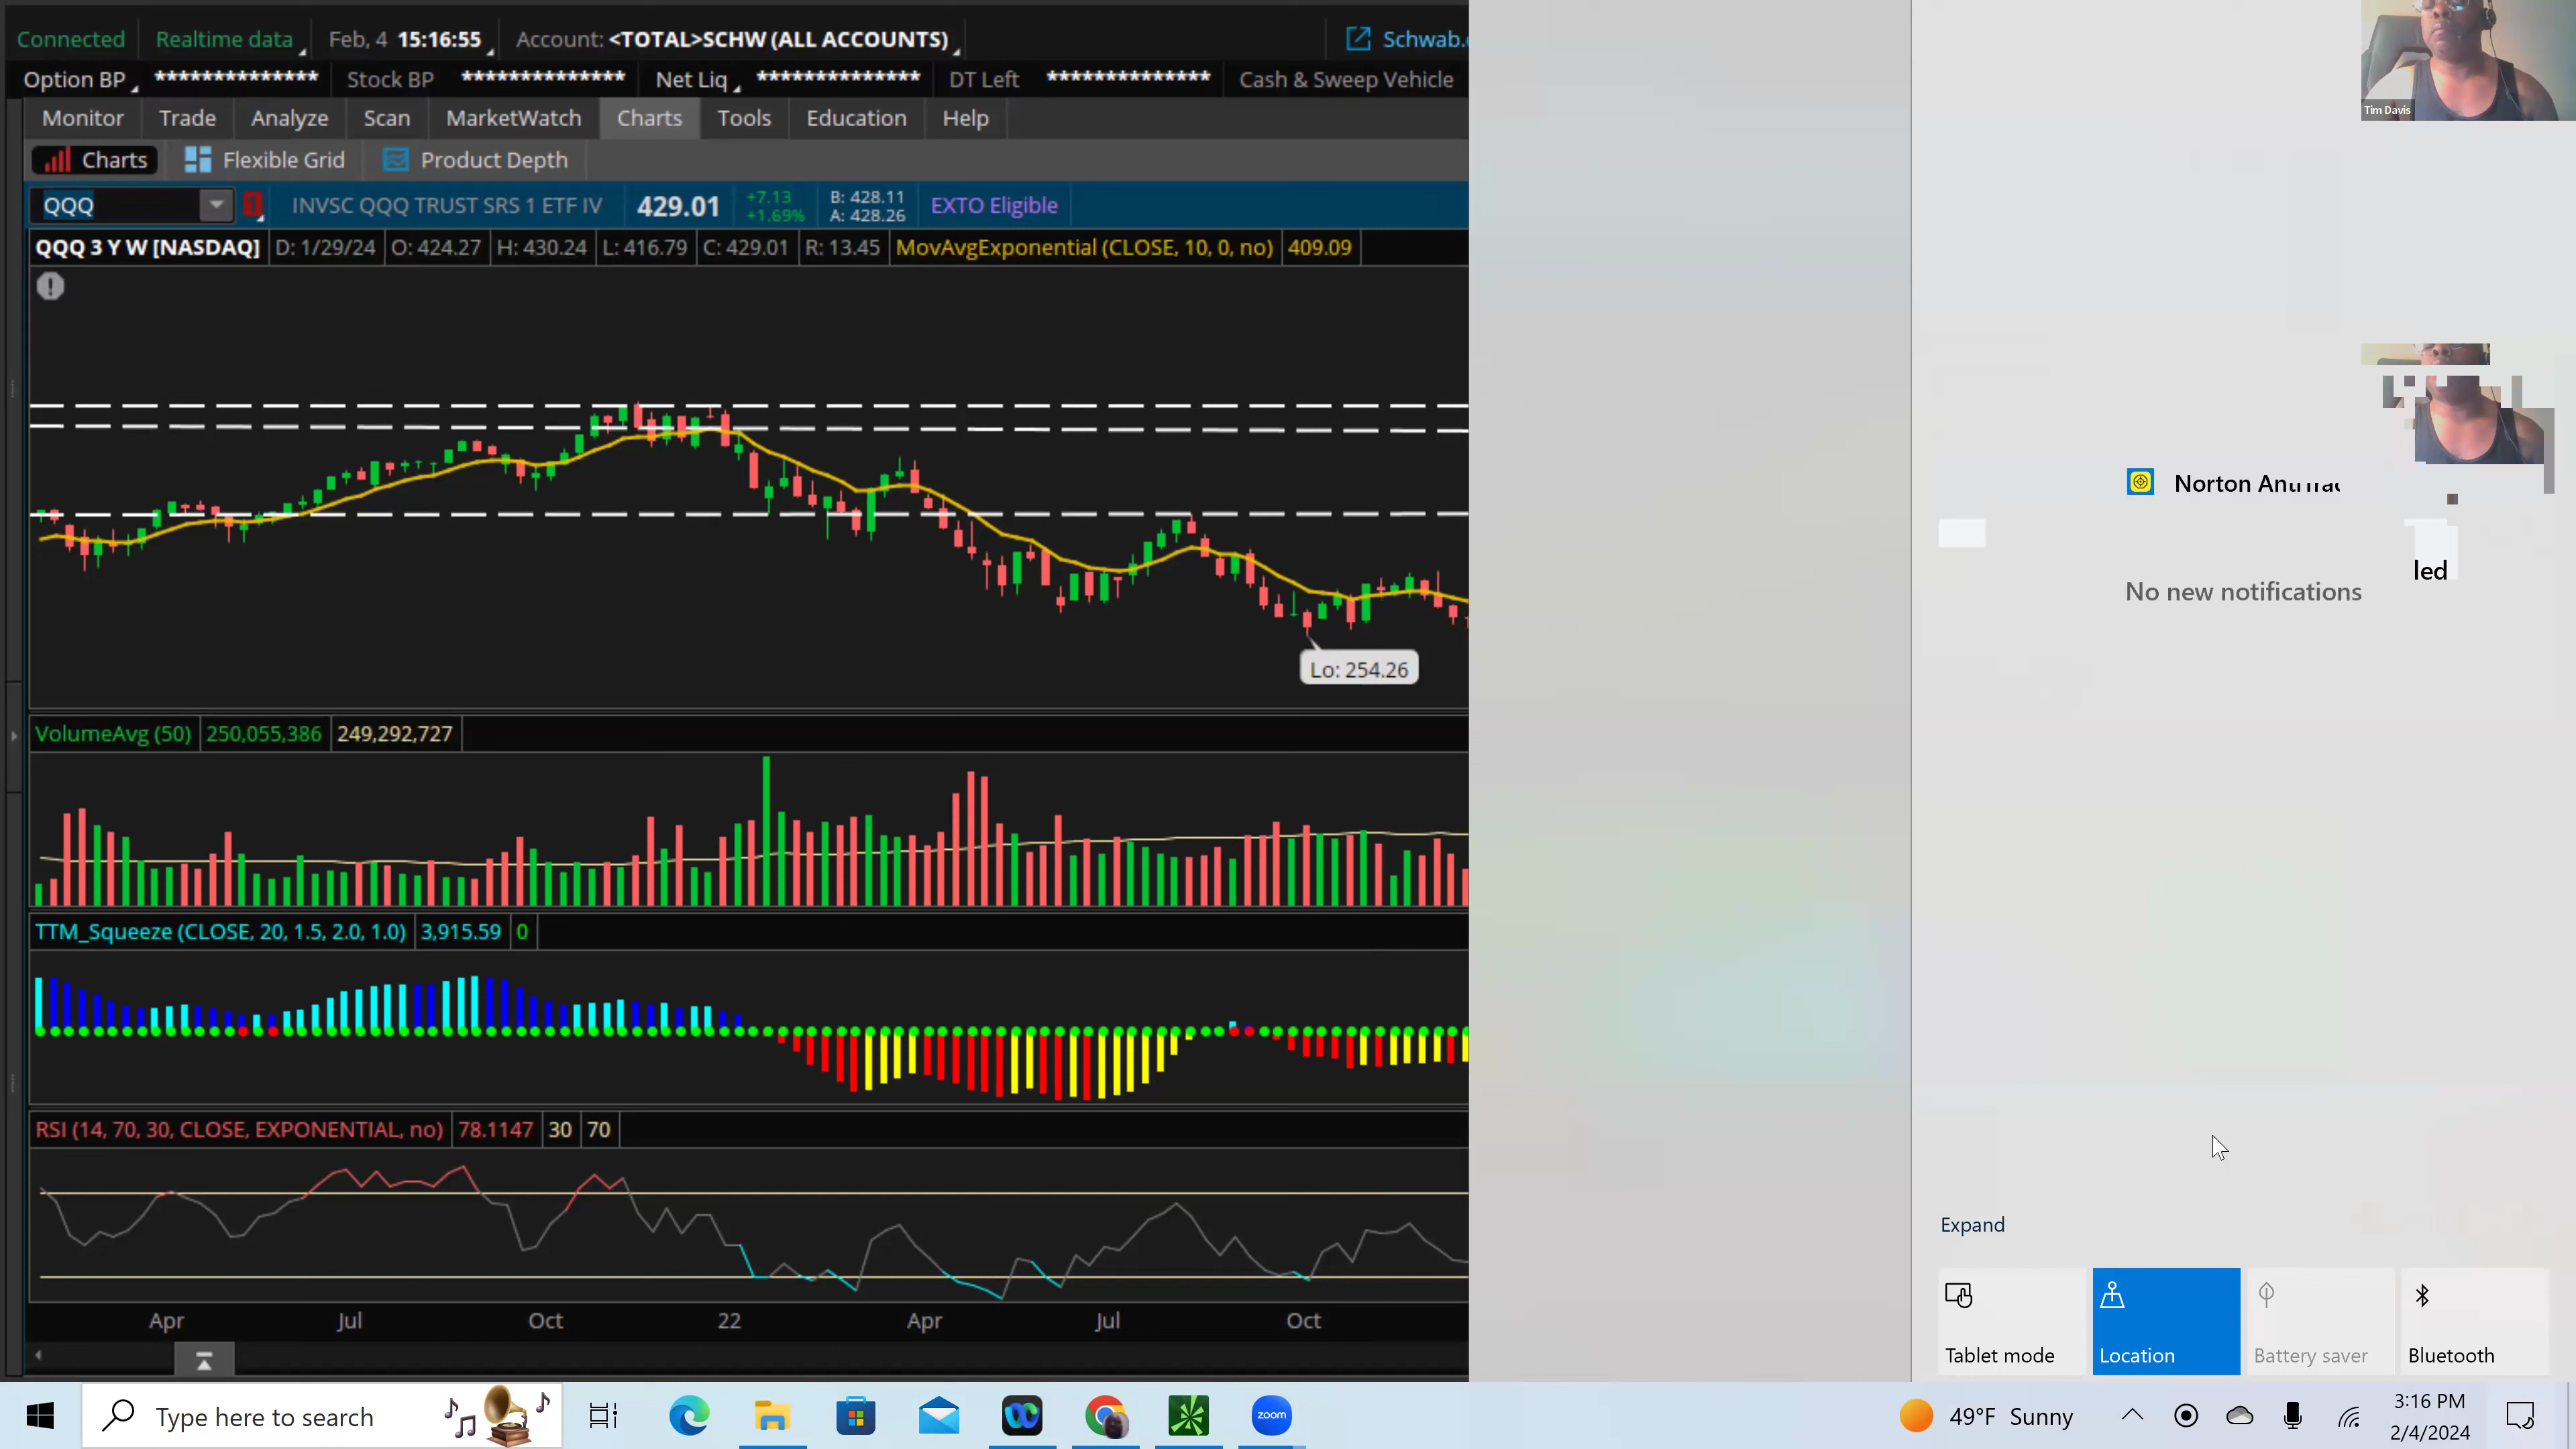 Connected Realtime data Feb, 4 15:16:55 Account: <TOTAL>SCHW (ALL ACCOUNTS)
Option BP ************** Stock BP ************** Net Liq ************** DT Left ************** Cash & Sweep Vehicle
Monitor Trade Analyze Scan MarketWatch Charts Tools Education Help
Charts Flexible Grid Product Depth
QQQ 1 INVSC QQQ TRUST SRS 1 ETF IV 429.01 +7.13 B: 428.11 EXTO Eligible
+1.69% A: 428.26
QQQ 3 Y W [NASDAQ] D: 1/29/24 O: 424.27 H: 430.24 L: 416.79 C: 429.01 R: 13.45 MovAvgExponential (CLOSE, 10, 0, no) 409.09
Lo: 254.26
VolumeAvg (50) 250,055,386 249,292,727
TTM_Squeeze (CLOSE, 20, 1.5, 2.0, 1.0) 3,915.59 0
RSI (14, 70, 30, CLOSE, EXPONENTIAL, no) 78.1147 30 70
Apr Jul Oct 22 Apr Jul Oct
Tim Davis
Norton
led
No new notifications
Expand
Tablet mode Location Battery saver Bluetooth
Type here to search zoom 49°F Sunny 3:16 PM
2/4/2024